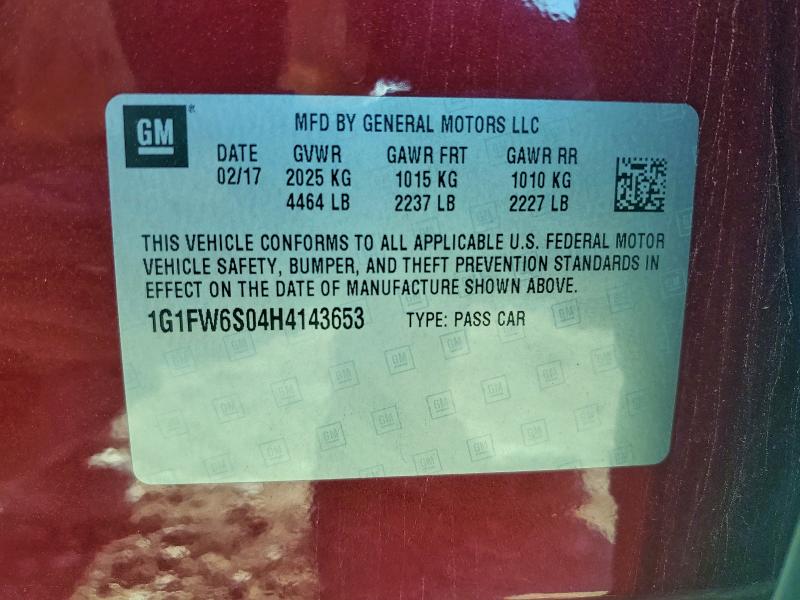 GM
MFD BY GENERAL MOTORS LLC
DATE GVWR GAWR FRT GAWR RR
02/17 2025 KG 1015 KG 1010 KG
4464 LB 2237 LB 2227 LB
THIS VEHICLE CONFORMS TO ALL APPLICABLE U.S. FEDERAL MOTOR
VEHICLE SAFETY, BUMPER, AND THEFT PREVENTION STANDARDS IN
EFFECT ON THE DATE OF MANUFACTURE SHOWN ABOVE.
1G1FW6S04H4143653 TYPE: PASS CAR